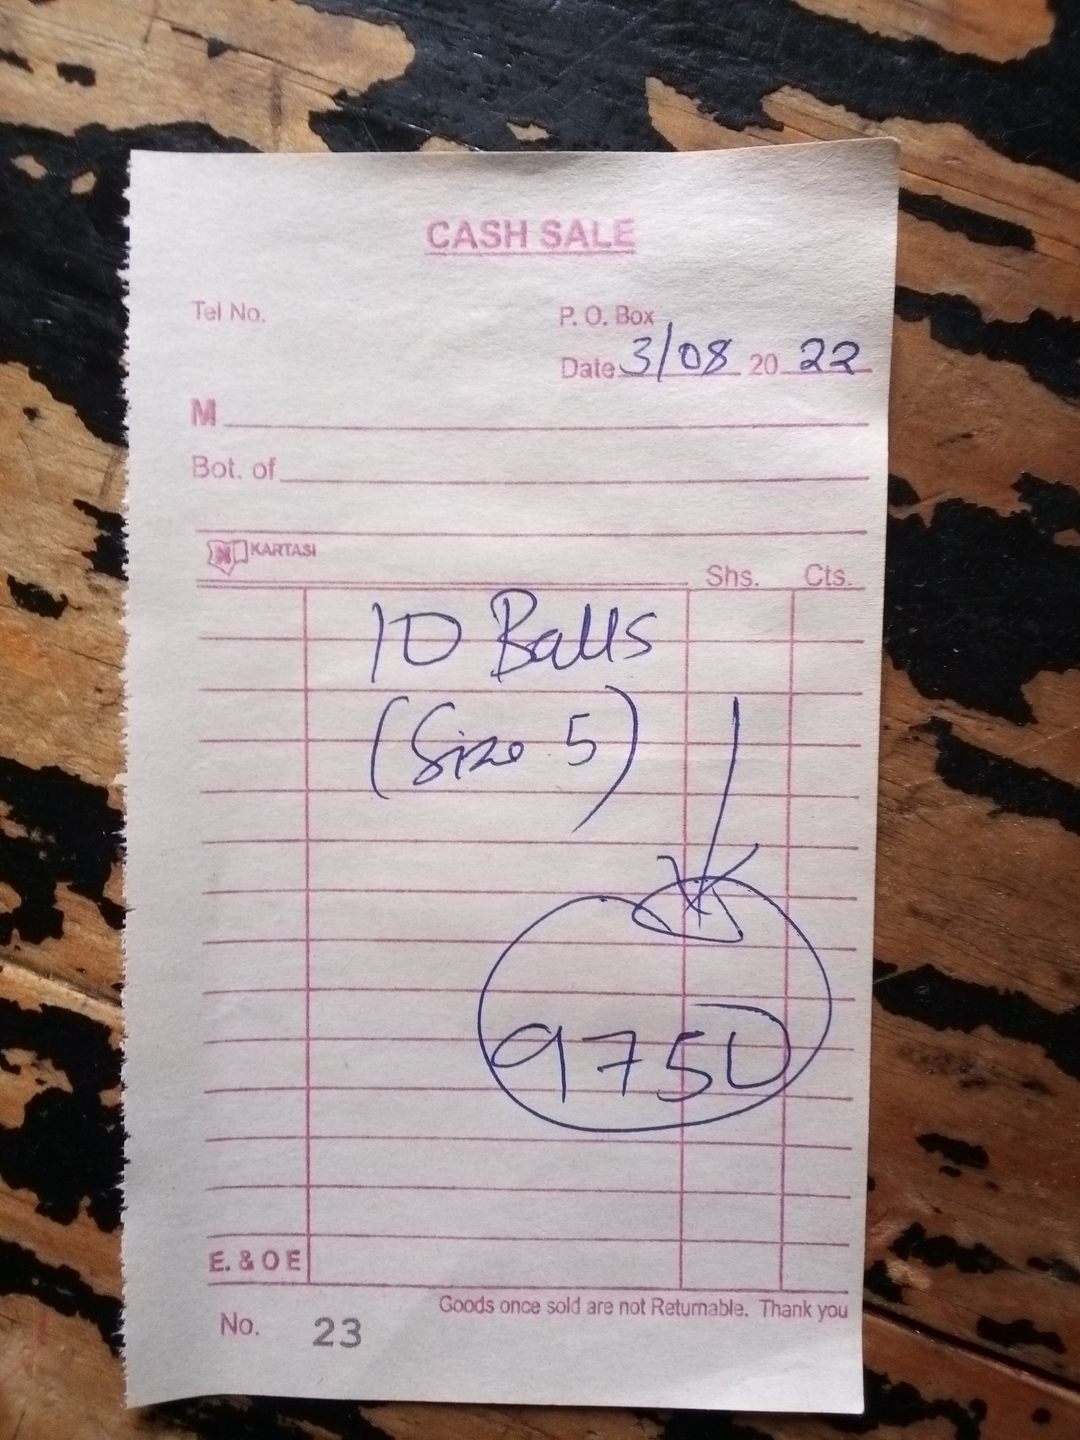 CASH SALE
Tel No.
P. O. Box
Date 3/08 20 22
M
Bot. of
KARTASI
Shs. Cts.
10 Balls
(Size 5)
9750
E. & O E
Goods once sold are not Returnable. Thank you
No. 23